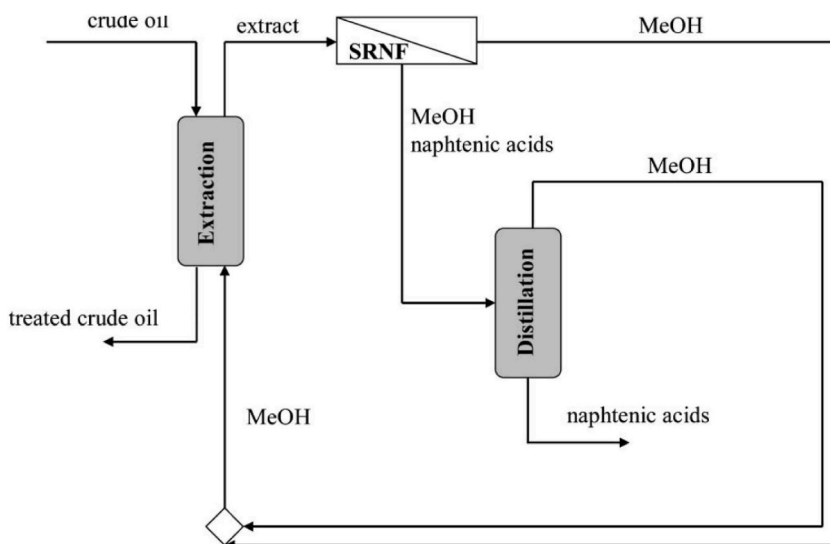 crude oil
extract
SRNF
MeOH
MeOH
naphtenic acids
MeOH
Extraction
Distillation
treated crude oil
MeOH
naphtenic acids